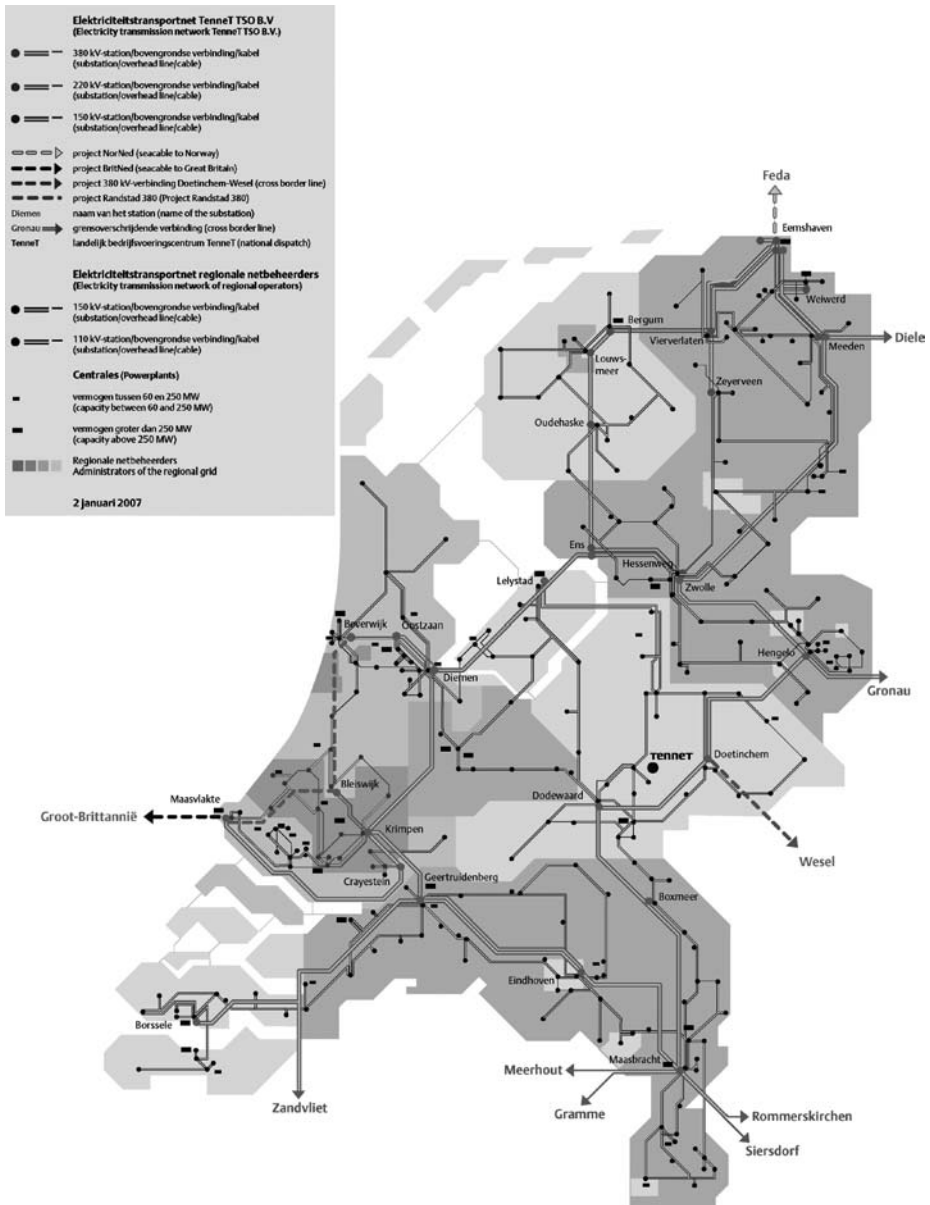 Elektriciteitstransportnet TenneT TSO B.V
(Electricity transmission network TenneT TSO B.V.)
380 kV-station/bovengrondse verbinding/kabel
(substation/overhead line/cable)
220 kV-station/bovengrondse verbinding/kabel
(substation/overhead line/cable)
150 kV-station/bovengrondse verbinding/kabel
(substation/overhead line/cable)
project NorNed (seacable to Norway)
project BritNed (seacable to Great Britain)
project 380 kV-verbinding Doetinchem-Wesel (cross border line)
project Randstad 380 (Project Randstad 380)
Diemen naam van het station (name of the substation)
Gronau grensoverschrijdende verbinding (cross border line)
TenneT landelijk bedrijfsvoeringscentrum TenneT (national dispatch)
Elektriciteitstransportnet regionale netbeheerders
(Electricity transmission network of regional operators)
150 kV-station/bovengrondse verbinding/kabel
(substation/overhead line/cable)
110 kV-station/bovengrondse verbinding/kabel
(substation/overhead line/cable)
Centrales (Powerplants)
vermogen tussen 60 en 250 MW
(capacity between 60 and 250 MW)
vermogen groter dan 250 MW
(capacity above 250 MW)
Regionale netbeheerders
Administrators of the regional grid
2 januari 2007
Feda
Eemshaven
Weiwerd
Bergum
Vierverlaten
Meeden
Diele
Louws-
meer
Zeyerveen
Oudehaske
Ens
Hessenweg
Lelystad
Zwolle
Beverwijk
Oostzaan
Hengelo
Diemen
Gronau
TenneT
Doetinchem
Bleiswijk
Maasvlakte
Dodewaard
Groot-Brittannië
Krimpen
Wesel
Crayestein
Geertruidenberg
Boxmeer
Eindhoven
Borssele
Maasbracht
Meerhout
Zandvliet
Gramme
Rommerskirchen
Siersdorf